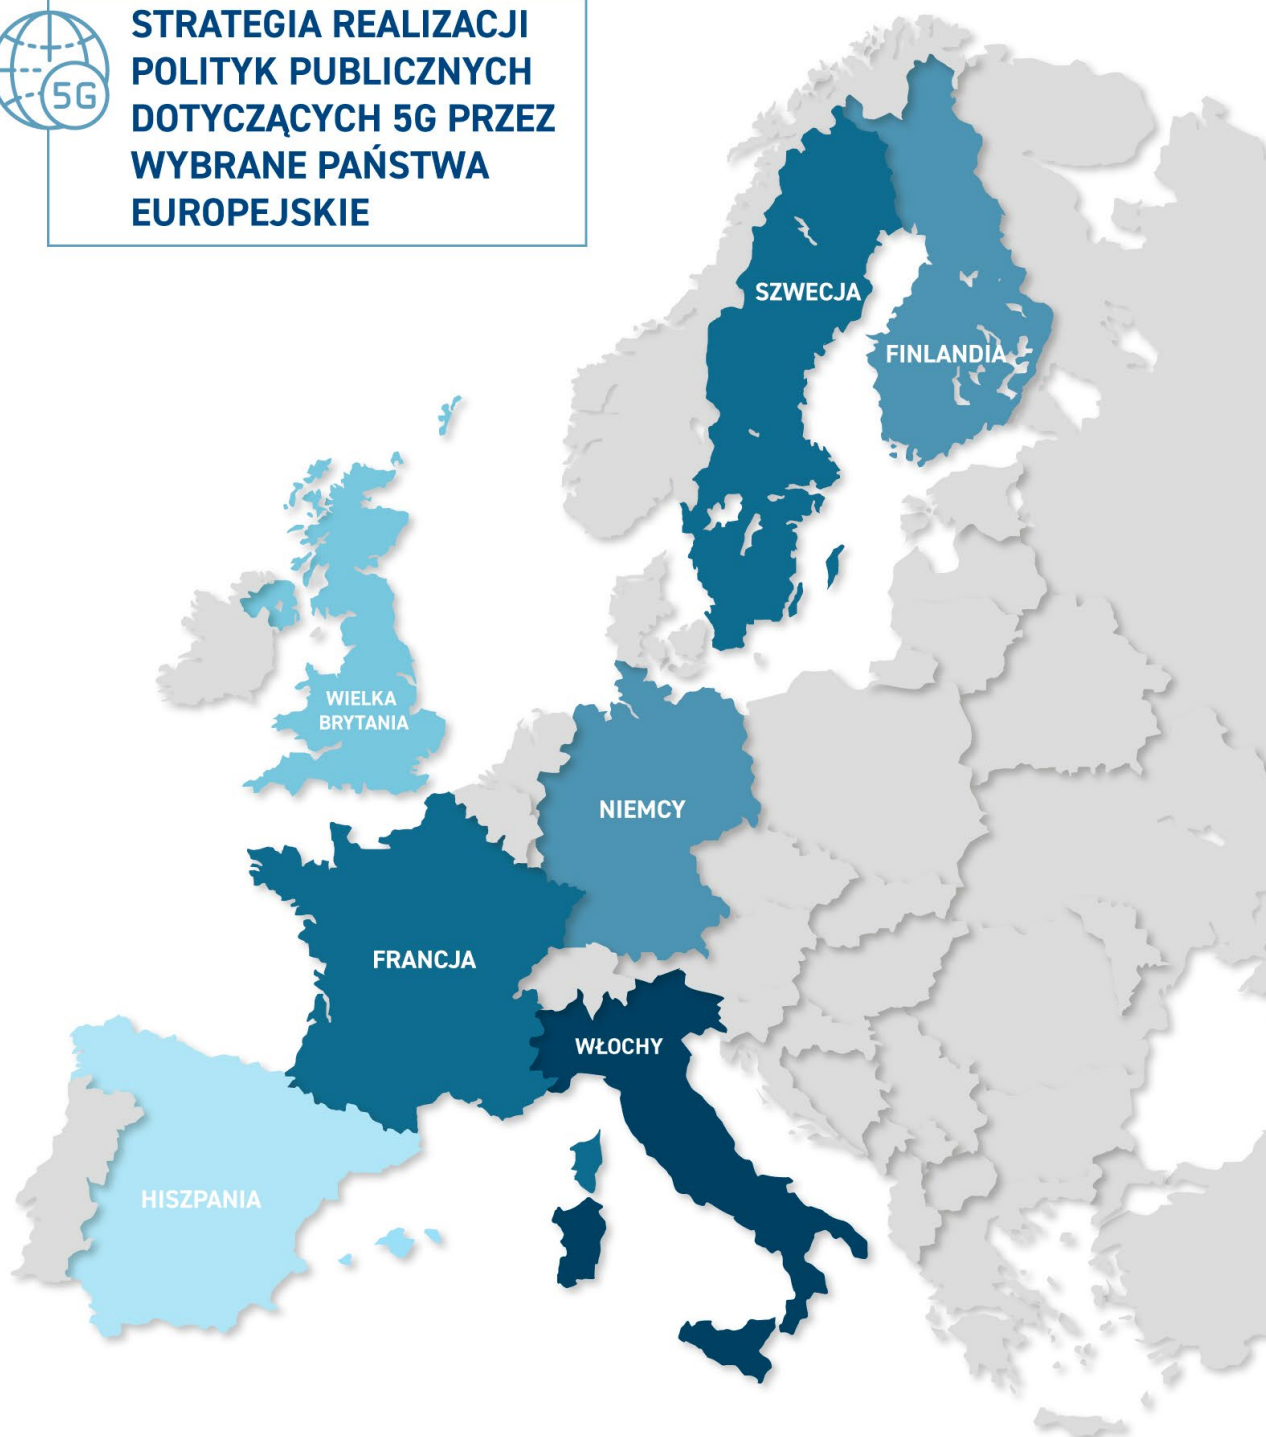 5G
STRATEGIA REALIZACJI
POLITYK PUBLICZNYCH
DOTYCZĄCYCH 5G PRZEZ
WYBRANE PAŃSTWA
EUROPEJSKIE
SZWECJA
FINLANDIA
WIELKA
BRYTANIA
NIEMCY
FRANCJA
WŁOCHY
HISZPANIA